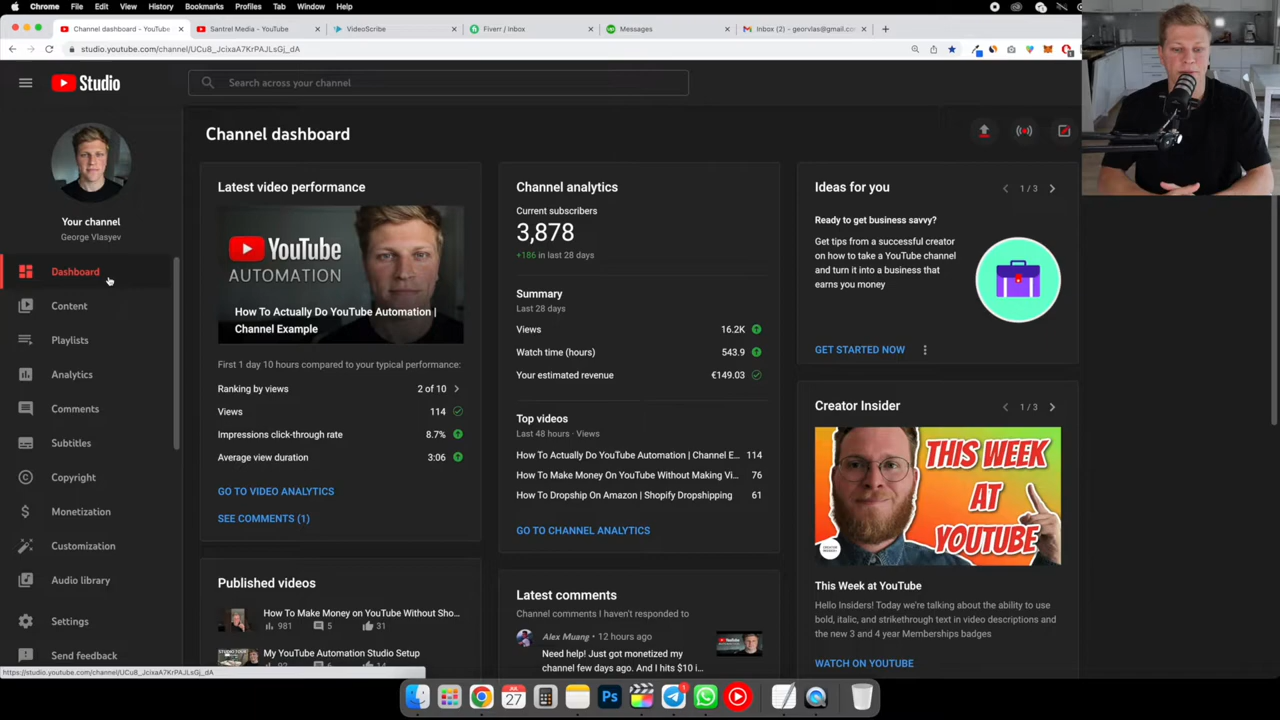 Chrome File Edit View History Bookmarks Profiles Tab Window Help
Channel dashboard - YouTube
Santrel Media - YouTube
VideoScribe
Fiverr / Inbox
Messages
Inbox (2) - georvlas@gmail.co
studio.youtube.com/channel/UCu8_JcixaA7KrPAJLsGj_dA
Studio
Search across your channel
Your channel
George Vlasyev
Dashboard
Content
Playlists
Analytics
Comments
Subtitles
Copyright
Monetization
Customization
Audio library
Settings
Send feedback
https://studio.youtube.com/channel/UCu8_JcixaA7KrPAJLsGj_dA
Channel dashboard
Latest video performance
YouTube
AUTOMATION
How To Actually Do YouTube Automation |
Channel Example
First 1 day 10 hours compared to your typical performance:
Ranking by views 2 of 10
Views 114
Impressions click-through rate 8.7%
Average view duration 3:06
GO TO VIDEO ANALYTICS
SEE COMMENTS (1)
Published videos
How To Make Money on YouTube Without Sho...
981 5 31
My YouTube Automation Studio Setup
Channel analytics
Current subscribers
3,878
+186 in last 28 days
Summary
Last 28 days
Views 16.2K
Watch time (hours) 543.9
Your estimated revenue €149.03
Top videos
Last 48 hours · Views
How To Actually Do YouTube Automation | Channel E... 114
How To Make Money On YouTube Without Making Vi... 76
How To Dropship On Amazon | Shopify Dropshipping 61
GO TO CHANNEL ANALYTICS
Latest comments
Channel comments I haven't responded to
Alex Muang • 12 hours ago
Need help! Just got monetized my
channel few days ago. And I hits $10 i...
Ideas for you
1 / 3
Ready to get business savvy?
Get tips from a successful creator
on how to take a YouTube channel
and turn it into a business that
earns you money
GET STARTED NOW
Creator Insider
1 / 3
THIS WEEK
AT
YOUTUBE
This Week at YouTube
Hello Insiders! Today we're talking about the ability to use
bold, italic, and strikethrough text in video descriptions and
the new 3 and 4 year Memberships badges
WATCH ON YOUTUBE
JUL
27
Ps